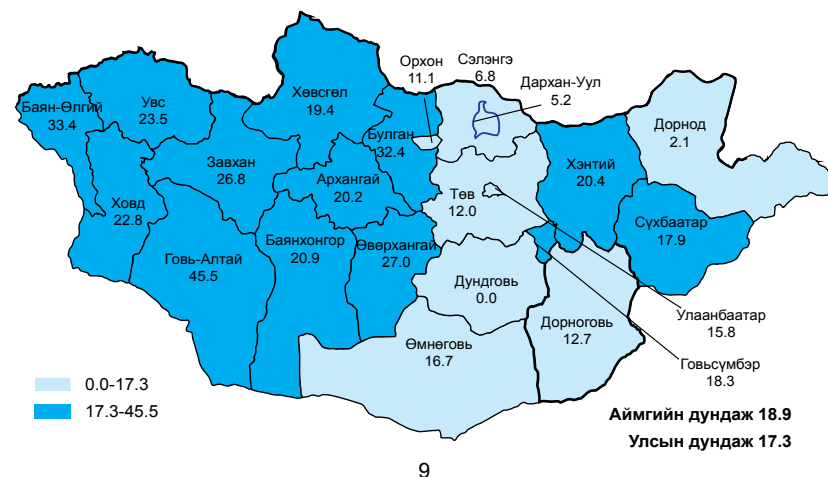 Орхон
11.1
Сэлэнгэ
6.8
Дархан-Уул
5.2
Баян-Өлгий
33.4
Увс
23.5
Хөвсгөл
19.4
Булган
32.4
Дорнод
2.1
Завхан
26.8
Архангай
20.2
Хэнтий
20.4
Төв
12.0
Ховд
22.8
Сүхбаатар
17.9
Говь-Алтай
45.5
Баянхонгор
20.9
Өвөрхангай
27.0
Дундговь
0.0
Улаанбаатар
15.8
Дорноговь
12.7
Өмнөговь
16.7
Говьсүмбэр
18.3
0.0-17.3
17.3-45.5
Аймгийн дундаж 18.9
Улсын дундаж 17.3
9